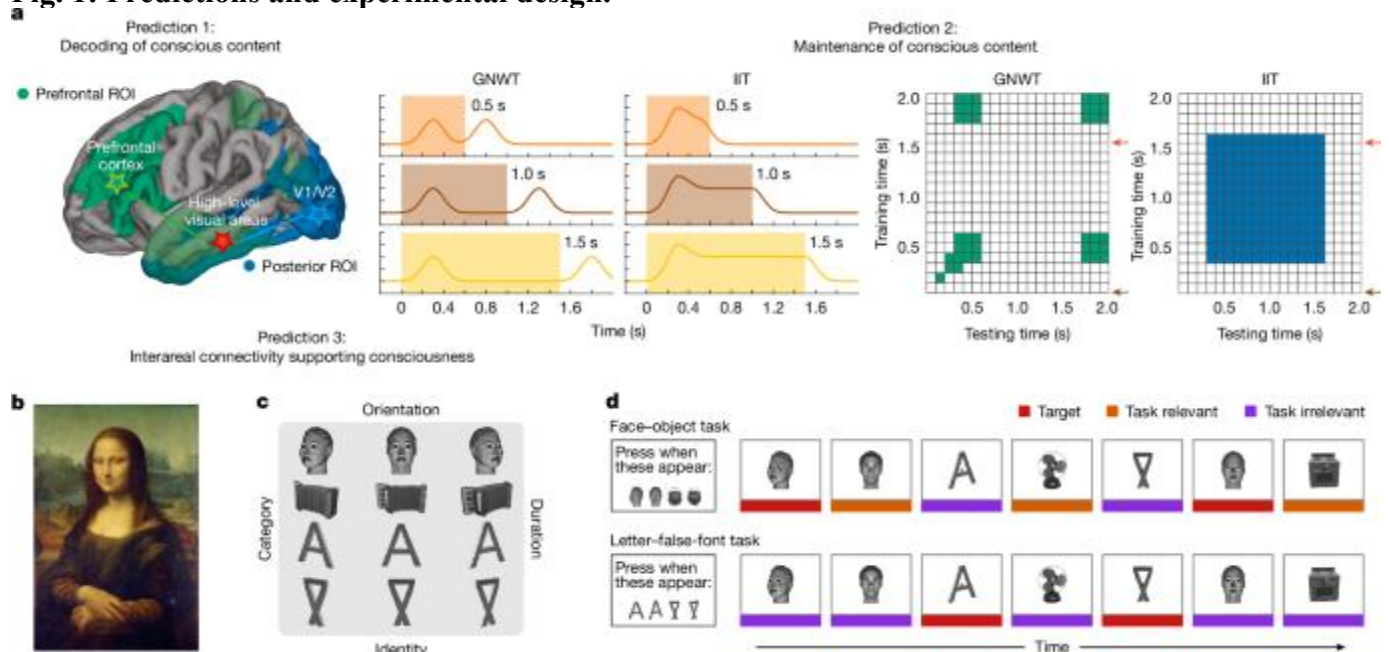 Fig. 1: Predictions and experimental design.
a
Prediction 1:
Decoding of conscious content
Prefrontal ROI
Prefrontal
cortex
V1/V2
High-level
visual areas
Posterior ROI
Prediction 2:
Maintenance of conscious content
GNWT
0.5 s
1.0 s
1.5 s
0 0.4 0.8 1.2 1.6
IIT
0.5 s
1.0 s
1.5 s
0 0.4 0.8 1.2 1.6
Time (s)
GNWT
Training time (s)
2.0
1.5
1.0
0.5
0.5 1.0 1.5 2.0
Testing time (s)
IIT
Training time (s)
2.0
1.5
1.0
0.5
0.5 1.0 1.5 2.0
Testing time (s)
Prediction 3:
Interareal connectivity supporting consciousness
b
c
Orientation
Category
Duration
A A A
Identity
d
Target
Task relevant
Task irrelevant
Face–object task
Press when
these appear:
A
Letter–false-font task
Press when
these appear:
A A
A
Time